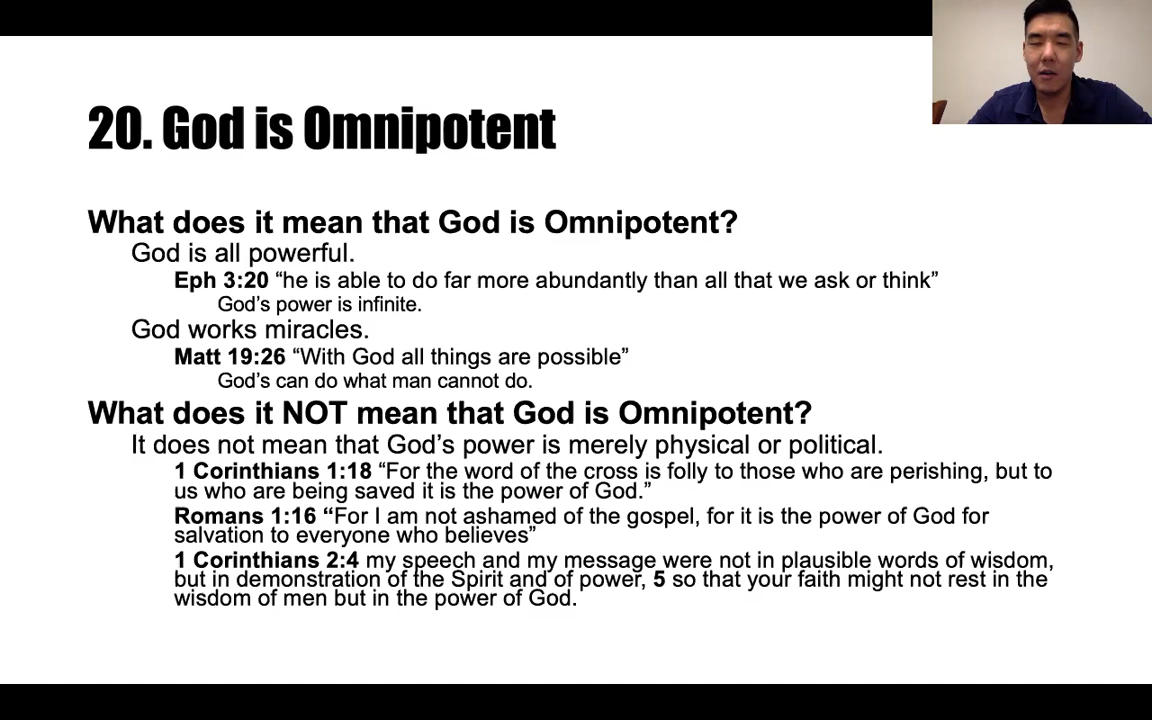 20. God is Omnipotent
What does it mean that God is Omnipotent?
God is all powerful.
Eph 3:20 “he is able to do far more abundantly than all that we ask or think”
God’s power is infinite.
God works miracles.
Matt 19:26 “With God all things are possible”
God’s can do what man cannot do.
What does it NOT mean that God is Omnipotent?
It does not mean that God’s power is merely physical or political.
1 Corinthians 1:18 “For the word of the cross is folly to those who are perishing, but to
us who are being saved it is the power of God.”
Romans 1:16 “For I am not ashamed of the gospel, for it is the power of God for
salvation to everyone who believes”
1 Corinthians 2:4 my speech and my message were not in plausible words of wisdom,
but in demonstration of the Spirit and of power, 5 so that your faith might not rest in the
wisdom of men but in the power of God.